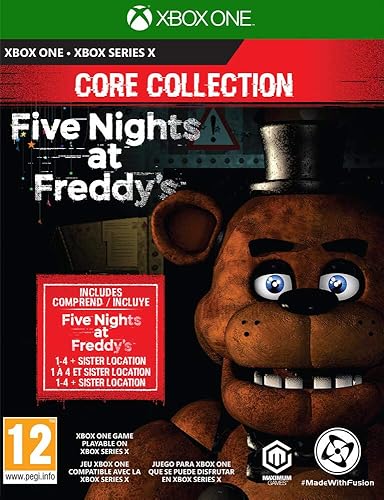 XBOX ONE
XBOX ONE • XBOX SERIES X
CORE COLLECTION
Five Nights
at
Freddy's
INCLUDES
COMPREND / INCLUYE
Five Nights
at
Freddy's
1-4 + SISTER LOCATION
1 À 4 ET SISTER LOCATION
1-4 + SISTER LOCATION
12
www.pegi.info
XBOX ONE GAME
PLAYABLE ON
XBOX SERIES X
JEU XBOX ONE
COMPATIBLE AVEC LA
XBOX SERIES X
JUEGO PARA XBOX ONE
QUE SE PUEDE DISFRUTAR
EN XBOX SERIES X
MAXIMUM
GAMES
#MadeWithFusion